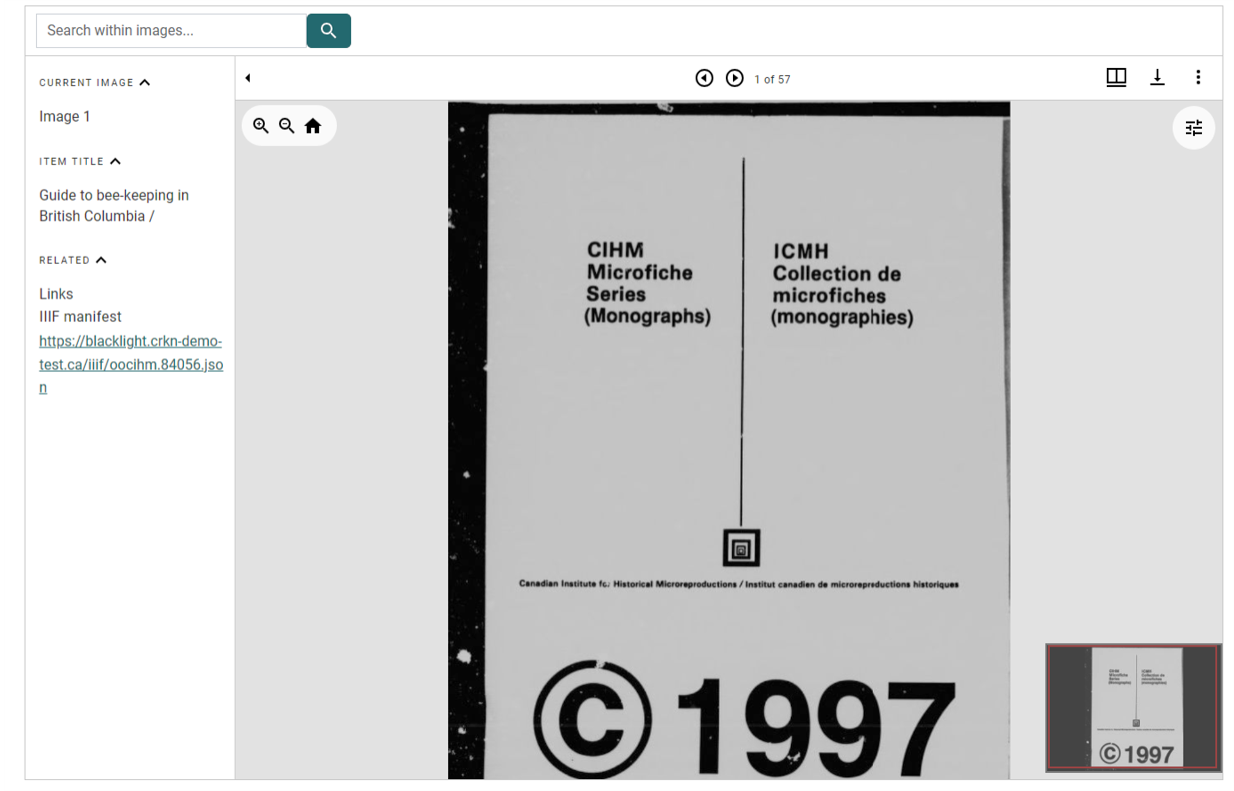 Search within images...
CURRENT IMAGE
Image 1
ITEM TITLE
Guide to bee-keeping in
British Columbia /
RELATED
Links
IIIF manifest
https://blacklight.crkn-demo-
test.ca/iiif/oocihm.84056.jso
n
1 of 57
CIHM
Microfiche
Series
(Monographs)
ICMH
Collection de
microfiches
(monographies)
Canadian Institute for Historical Microreproductions / Institut canadien de microreproductions historiques
© 1997
CIHM
Microfiche
Series
(Monographs)
ICMH
Collection de
microfiches
(monographies)
© 1997